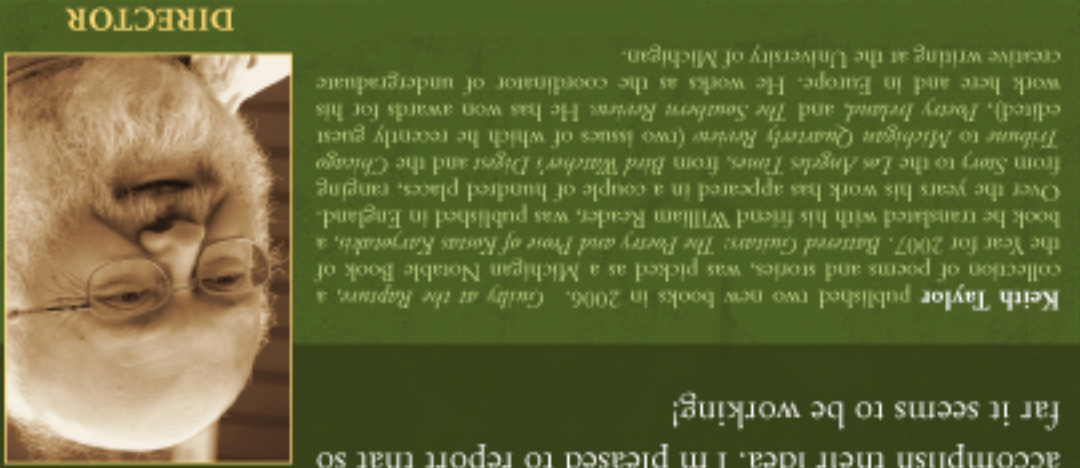 accomplish their idea. I'm pleased to report that so
far it seems to be working!
Keith Taylor published two new books in 2006. Guilty at the Rapture, a
collection of poems and stories, was picked as a Michigan Notable Book of
the Year for 2007. Battered Guitars: The Poetry and Prose of Kostas Karyotakis, a
book he translated with his friend William Reader, was published in England.
Over the years his work has appeared in a couple of hundred places, ranging
from Story to the Los Angeles Times, from Bird Watcher's Digest and the Chicago
Tribune to Michigan Quarterly Review (two issues of which he recently guest
edited), Poetry Ireland, and The Southern Review. He has won awards for his
work here and in Europe. He works as the coordinator of undergraduate
creative writing at the University of Michigan.
DIRECTOR